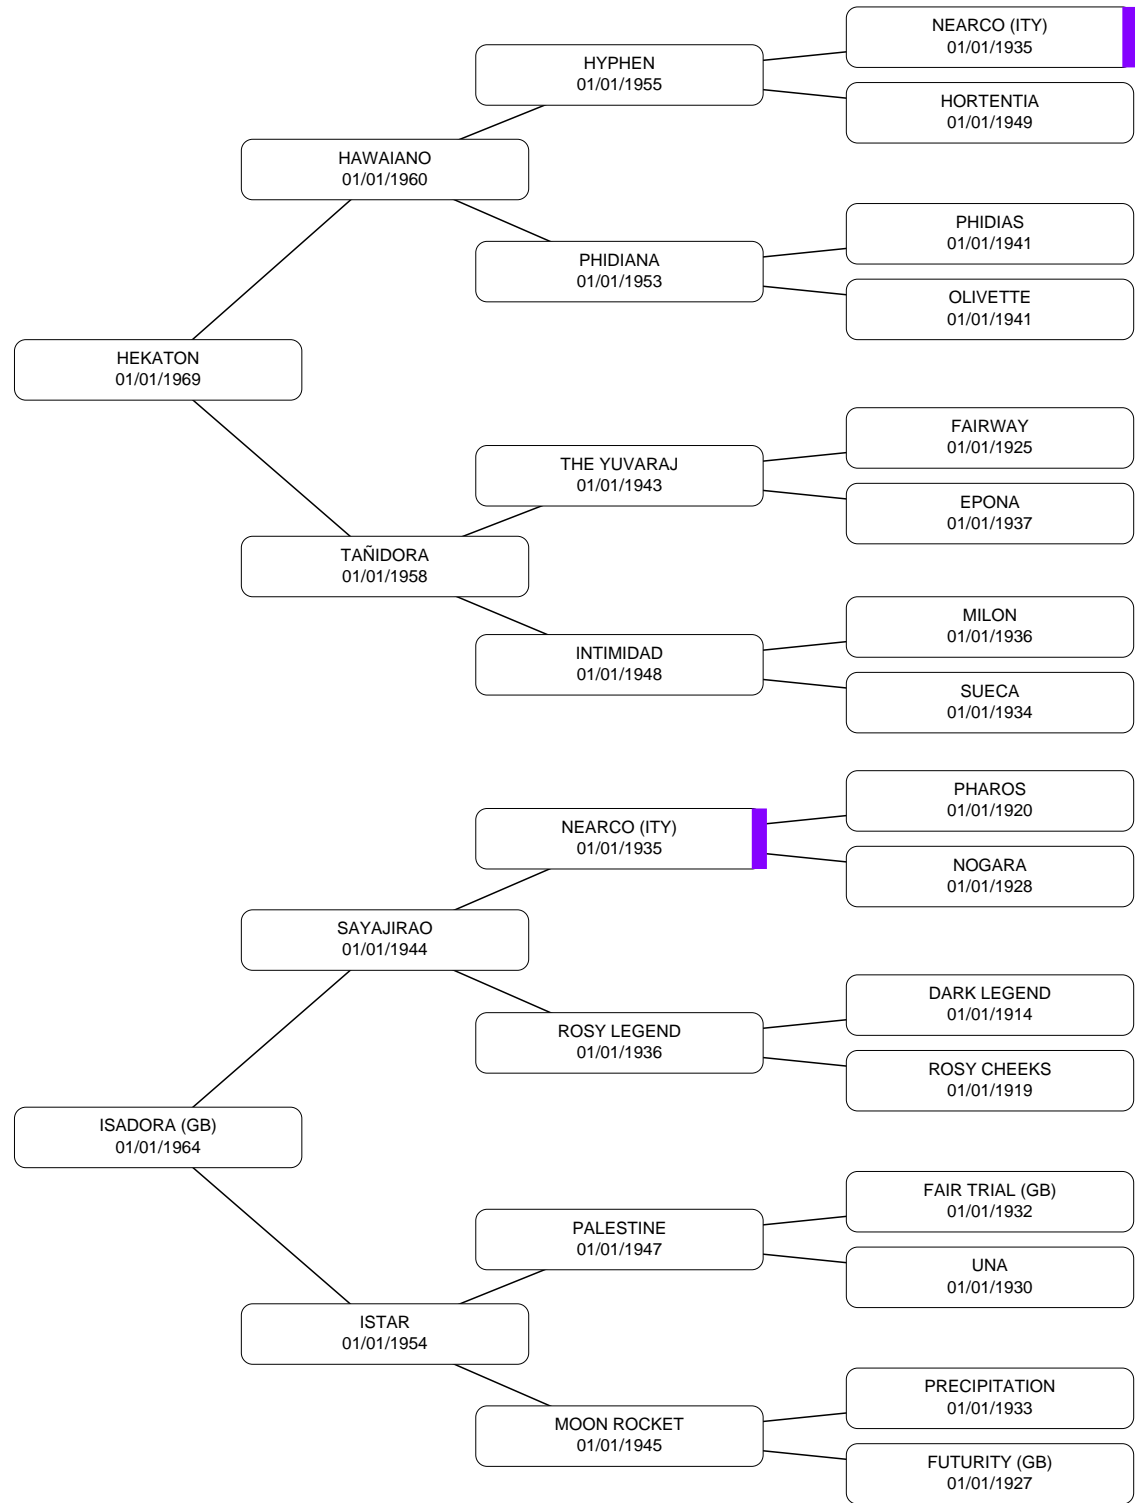 NEARCO (ITY)
01/01/1935
HYPHEN
01/01/1955
HORTENTIA
01/01/1949
HAWAIANO
01/01/1960
PHIDIAS
01/01/1941
PHIDIANA
01/01/1953
OLIVETTE
01/01/1941
HEKATON
01/01/1969
FAIRWAY
01/01/1925
THE YUVARAJ
01/01/1943
EPONA
01/01/1937
TAÑIDORA
01/01/1958
MILON
01/01/1936
INTIMIDAD
01/01/1948
SUECA
01/01/1934
PHAROS
01/01/1920
NEARCO (ITY)
01/01/1935
NOGARA
01/01/1928
SAYAJIRAO
01/01/1944
DARK LEGEND
01/01/1914
ROSY LEGEND
01/01/1936
ROSY CHEEKS
01/01/1919
ISADORA (GB)
01/01/1964
FAIR TRIAL (GB)
01/01/1932
PALESTINE
01/01/1947
UNA
01/01/1930
ISTAR
01/01/1954
PRECIPITATION
01/01/1933
MOON ROCKET
01/01/1945
FUTURITY (GB)
01/01/1927